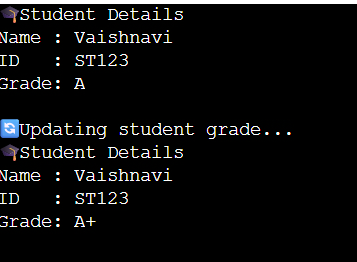 🎓Student Details
Name : Vaishnavi
ID   : ST123
Grade: A
🔄Updating student grade...
🎓Student Details
Name : Vaishnavi
ID   : ST123
Grade: A+